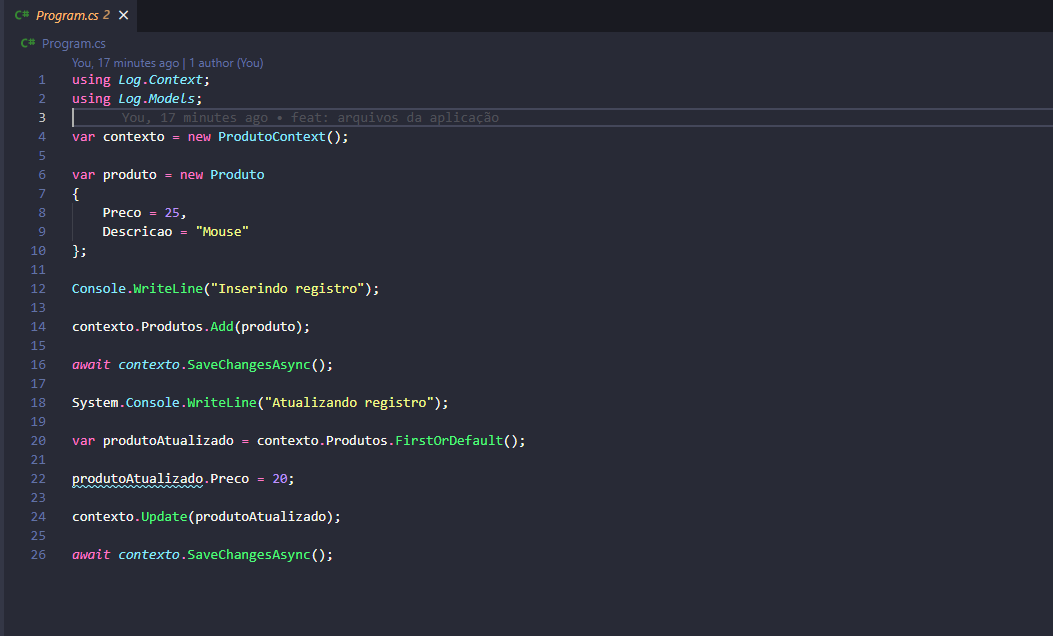 C# Program.cs 2 ×
C# Program.cs
You, 17 minutes ago | 1 author (You)
1 using Log.Context;
2 using Log.Models;
3 You, 17 minutes ago • feat: arquivos da aplicação
4 var contexto = new ProdutoContext();
5
6 var produto = new Produto
7 {
8 Preco = 25,
9 Descricao = "Mouse"
10 };
11
12 Console.WriteLine("Inserindo registro");
13
14 contexto.Produtos.Add(produto);
15
16 await contexto.SaveChangesAsync();
17
18 System.Console.WriteLine("Atualizando registro");
19
20 var produtoAtualizado = contexto.Produtos.FirstOrDefault();
21
22 produtoAtualizado.Preco = 20;
23
24 contexto.Update(produtoAtualizado);
25
26 await contexto.SaveChangesAsync();